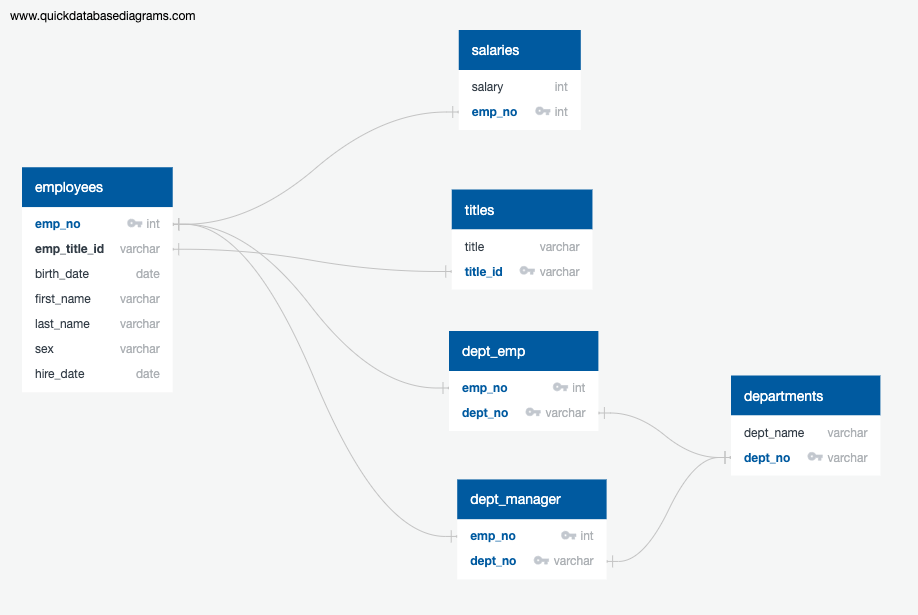 www.quickdatabasediagrams.com
salaries
salary int
emp_no int
employees
emp_no int
emp_title_id varchar
birth_date date
first_name varchar
last_name varchar
sex varchar
hire_date date
titles
title varchar
title_id varchar
dept_emp
emp_no int
dept_no varchar
departments
dept_name varchar
dept_no varchar
dept_manager
emp_no int
dept_no varchar